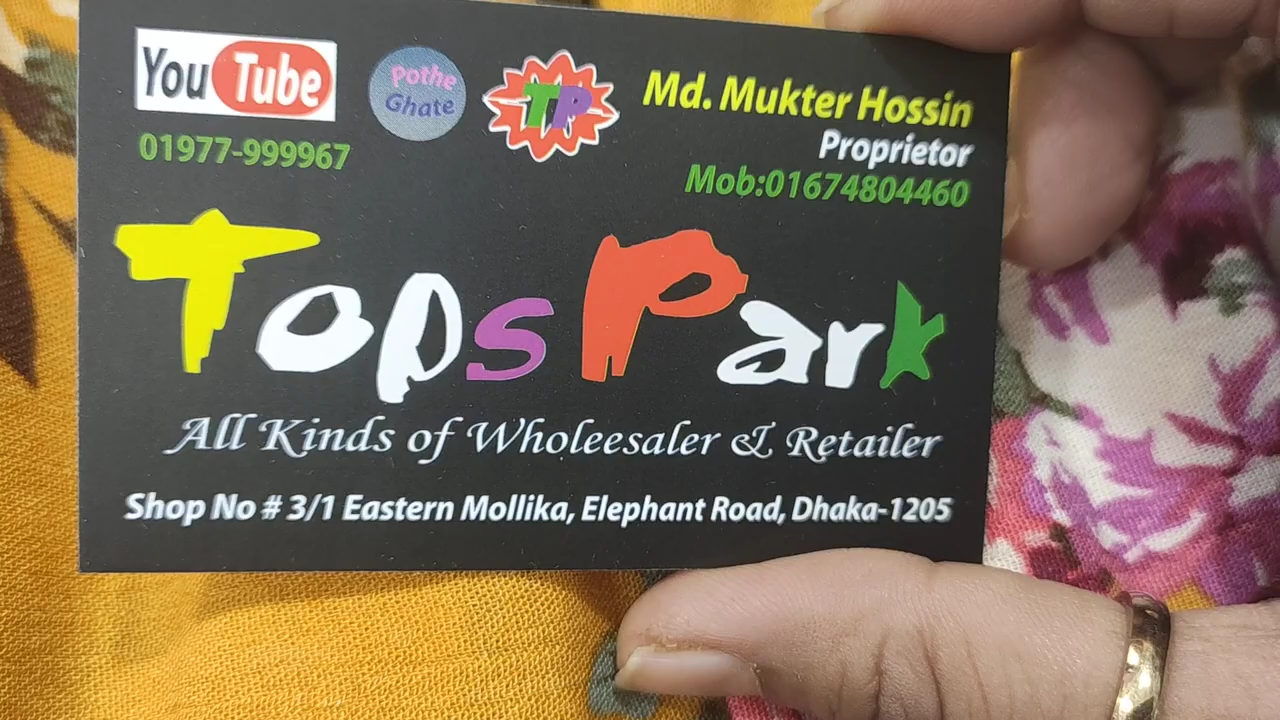 YouTube
01977-999967
Pothe
Ghate
TP
Md. Mukter Hossin
Proprietor
Mob:01674804460
Tops Park
All Kinds of Wholeesaler & Retailer
Shop No # 3/1 Eastern Mollika, Elephant Road, Dhaka-1205